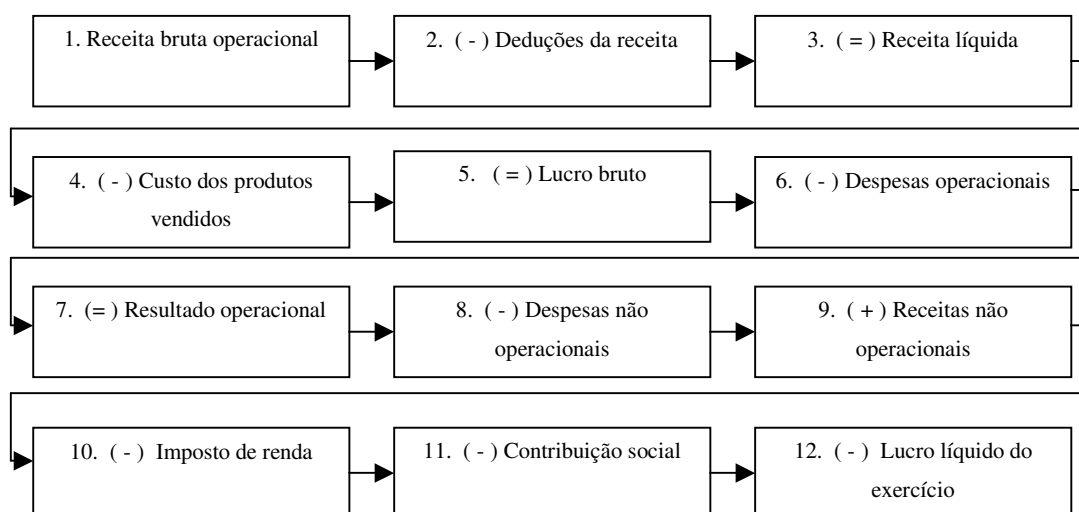 1. Receita bruta operacional
2. ( - ) Deduções da receita
3. ( = ) Receita líquida
4. ( - ) Custo dos produtos
vendidos
5. ( = ) Lucro bruto
6. ( - ) Despesas operacionais
7. (= ) Resultado operacional
8. ( - ) Despesas não
operacionais
9. ( + ) Receitas não
operacionais
10. ( - ) Imposto de renda
11. ( - ) Contribuição social
12. ( - ) Lucro líquido do
exercício